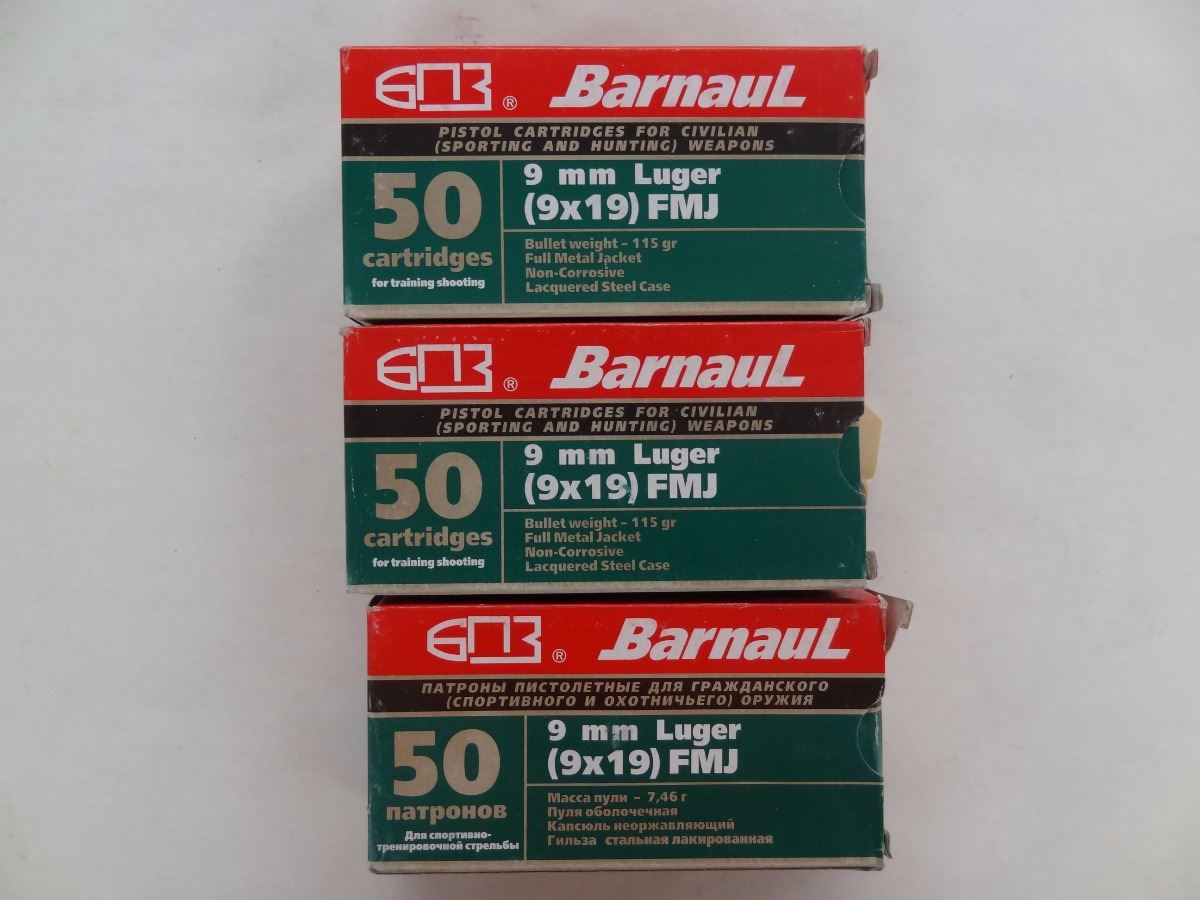 БПЗ ® Barnaul
PISTOL CARTRIDGES FOR CIVILIAN
(SPORTING AND HUNTING) WEAPONS
50
cartridges
for training shooting
9 mm Luger
(9x19) FMJ
Bullet weight – 115 gr
Full Metal Jacket
Non-Corrosive
Lacquered Steel Case
БПЗ ® Barnaul
PISTOL CARTRIDGES FOR CIVILIAN
(SPORTING AND HUNTING) WEAPONS
50
cartridges
for training shooting
9 mm Luger
(9x19) FMJ
Bullet weight – 115 gr
Full Metal Jacket
Non-Corrosive
Lacquered Steel Case
БПЗ ® Barnaul
ПАТРОНЫ ПИСТОЛЕТНЫЕ ДЛЯ ГРАЖДАНСКОГО
(СПОРТИВНОГО И ОХОТНИЧЬЕГО) ОРУЖИЯ
50
патронов
Для спортивно-
тренировочной стрельбы
9 mm Luger
(9x19) FMJ
Масса пули – 7,46 г
Пуля оболочечная
Капсюль неоржавляющий
Гильза стальная лакированная